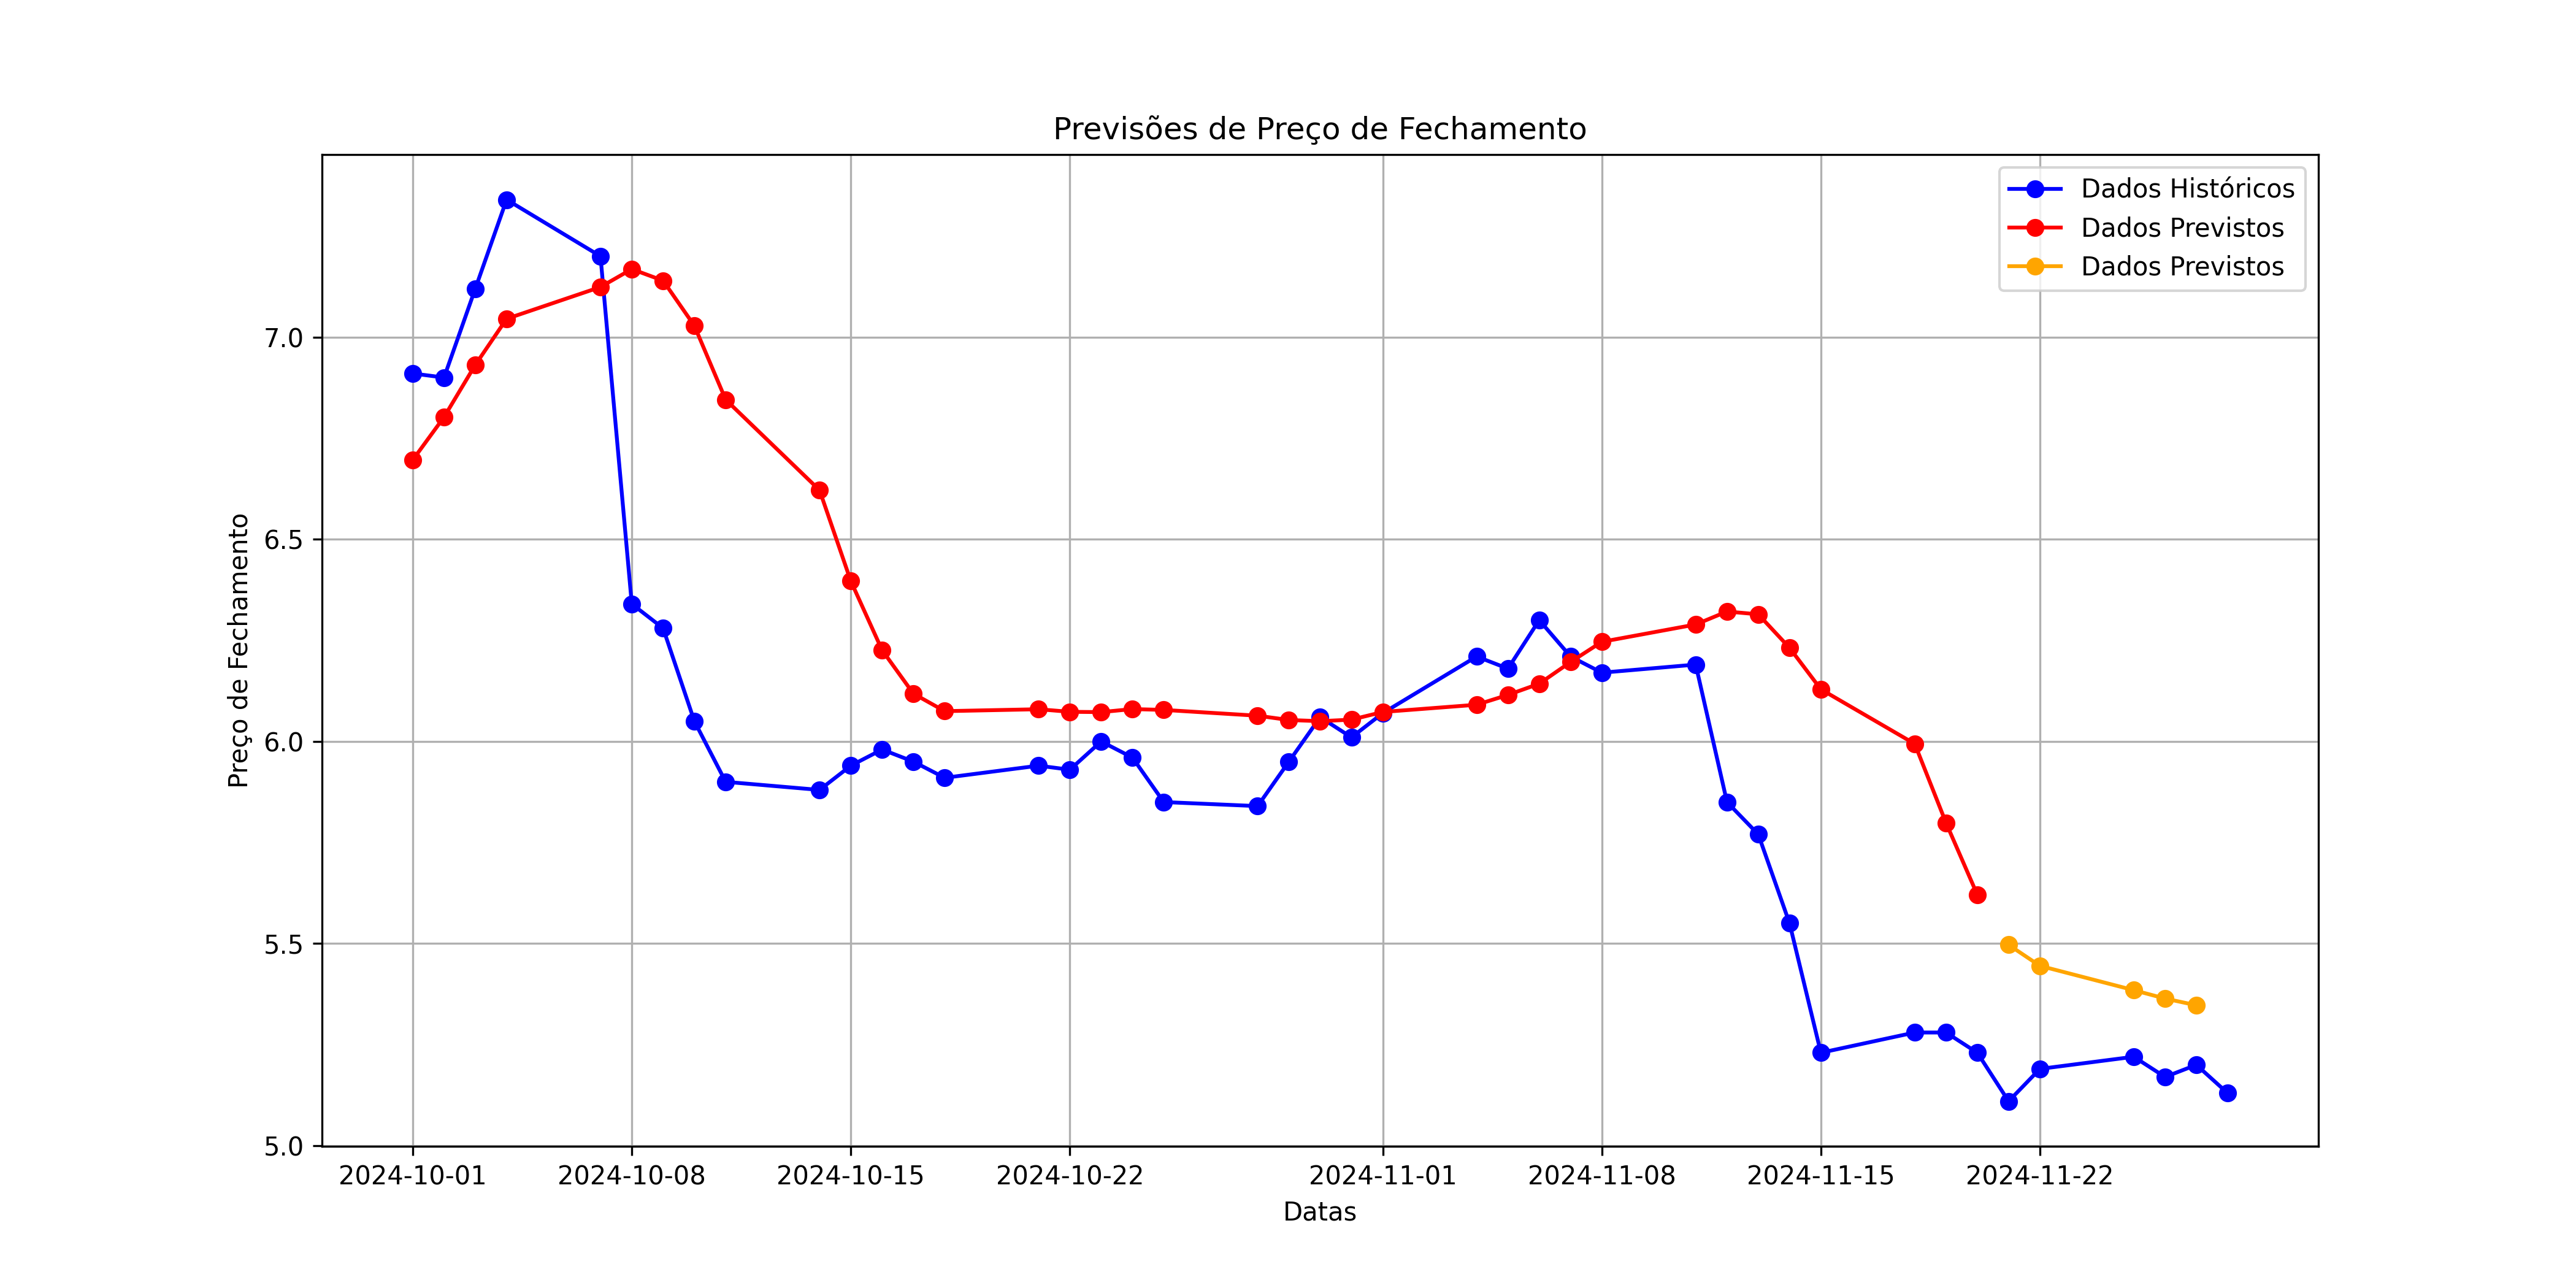 Previsões de Preço de Fechamento
Dados Históricos
Dados Previstos
Dados Previstos
Preço de Fechamento
7.0
6.5
6.0
5.5
5.0
2024-10-01 2024-10-08 2024-10-15 2024-10-22 2024-11-01 2024-11-08 2024-11-15 2024-11-22
Datas